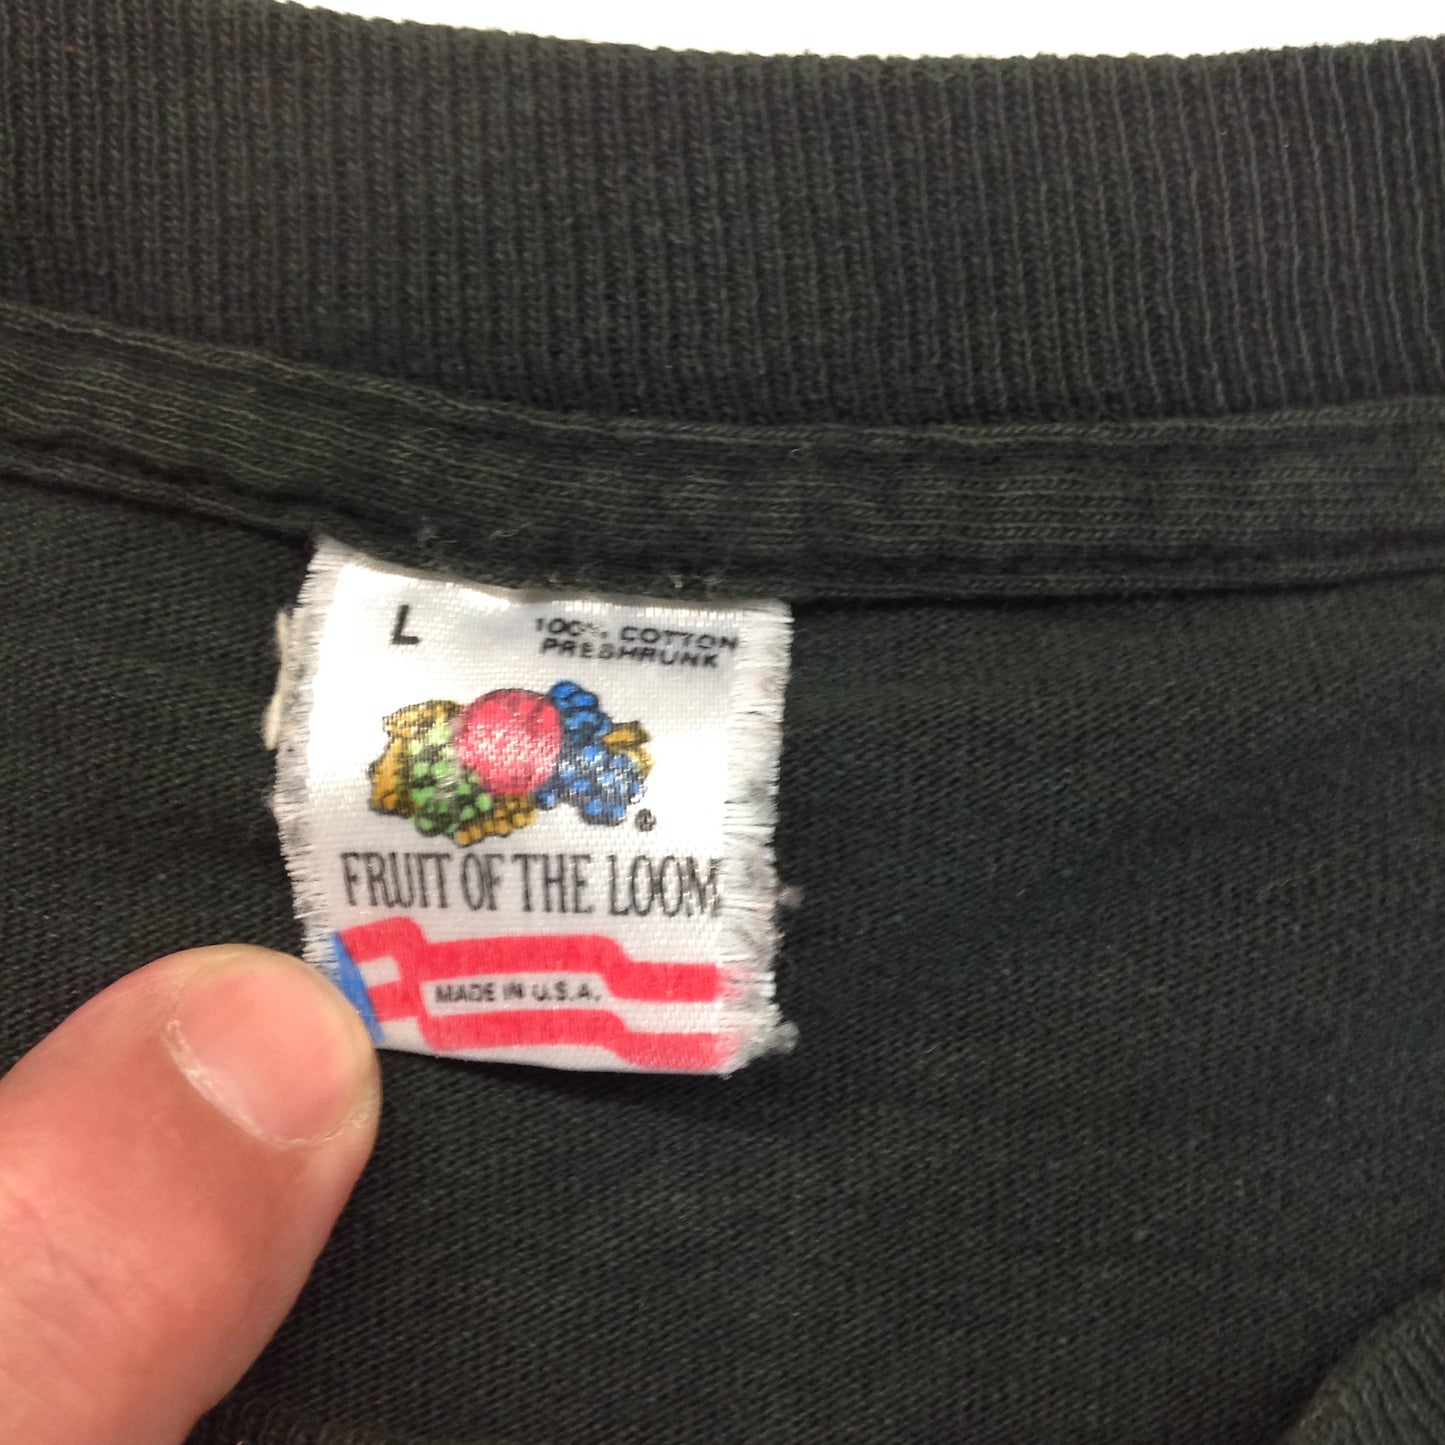 L
100% COTTON
PRESHRUNK
®
FRUIT OF THE LOOM
MADE IN U.S.A.